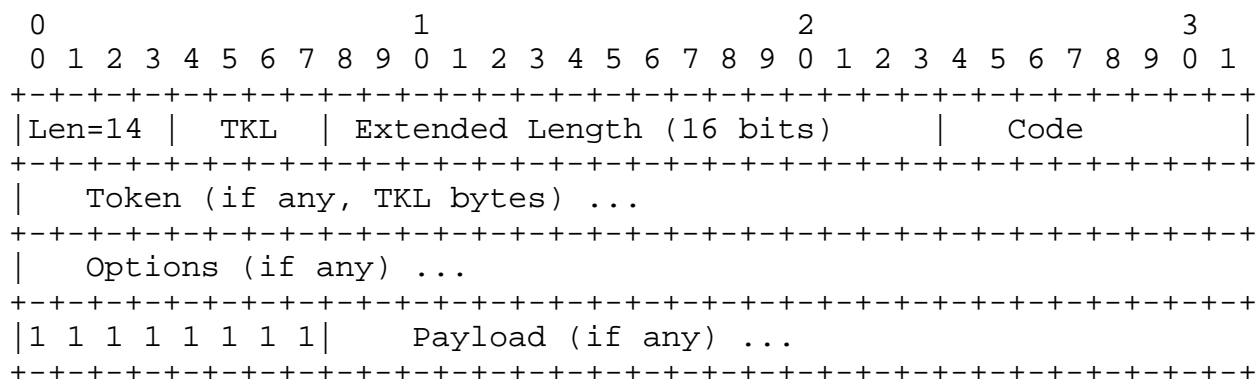 0                   1                   2                   3
 0 1 2 3 4 5 6 7 8 9 0 1 2 3 4 5 6 7 8 9 0 1 2 3 4 5 6 7 8 9 0 1
+-+-+-+-+-+-+-+-+-+-+-+-+-+-+-+-+-+-+-+-+-+-+-+-+-+-+-+-+-+-+-+-+
|Len=14 |  TKL  | Extended Length (16 bits)     |   Code        |
+-+-+-+-+-+-+-+-+-+-+-+-+-+-+-+-+-+-+-+-+-+-+-+-+-+-+-+-+-+-+-+-+
|   Token (if any, TKL bytes) ...
+-+-+-+-+-+-+-+-+-+-+-+-+-+-+-+-+-+-+-+-+-+-+-+-+-+-+-+-+-+-+-+-+
|   Options (if any) ...
+-+-+-+-+-+-+-+-+-+-+-+-+-+-+-+-+-+-+-+-+-+-+-+-+-+-+-+-+-+-+-+-+
|1 1 1 1 1 1 1 1|    Payload (if any) ...
+-+-+-+-+-+-+-+-+-+-+-+-+-+-+-+-+-+-+-+-+-+-+-+-+-+-+-+-+-+-+-+-+